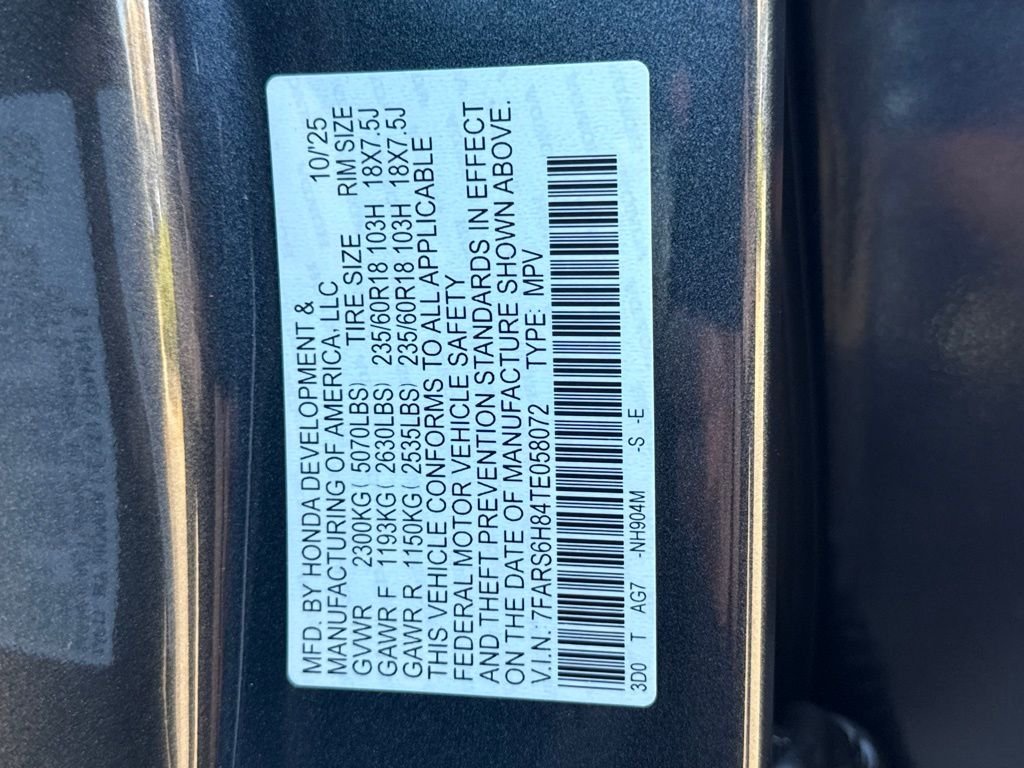 MFD. BY HONDA DEVELOPMENT &
MANUFACTURING OF AMERICA, LLC 10/'25
GVWR 2300KG( 5070LBS) TIRE SIZE RIM SIZE
GAWR F 1193KG( 2630LBS) 235/60R18 103H 18X7.5J
GAWR R 1150KG( 2535LBS) 235/60R18 103H 18X7.5J
THIS VEHICLE CONFORMS TO ALL APPLICABLE
FEDERAL MOTOR VEHICLE SAFETY
AND THEFT PREVENTION STANDARDS IN EFFECT
ON THE DATE OF MANUFACTURE SHOWN ABOVE.
V.I.N.: 7FARS6H84TE058072 TYPE: MPV
3D0 T AG7 -NH904M -S -E